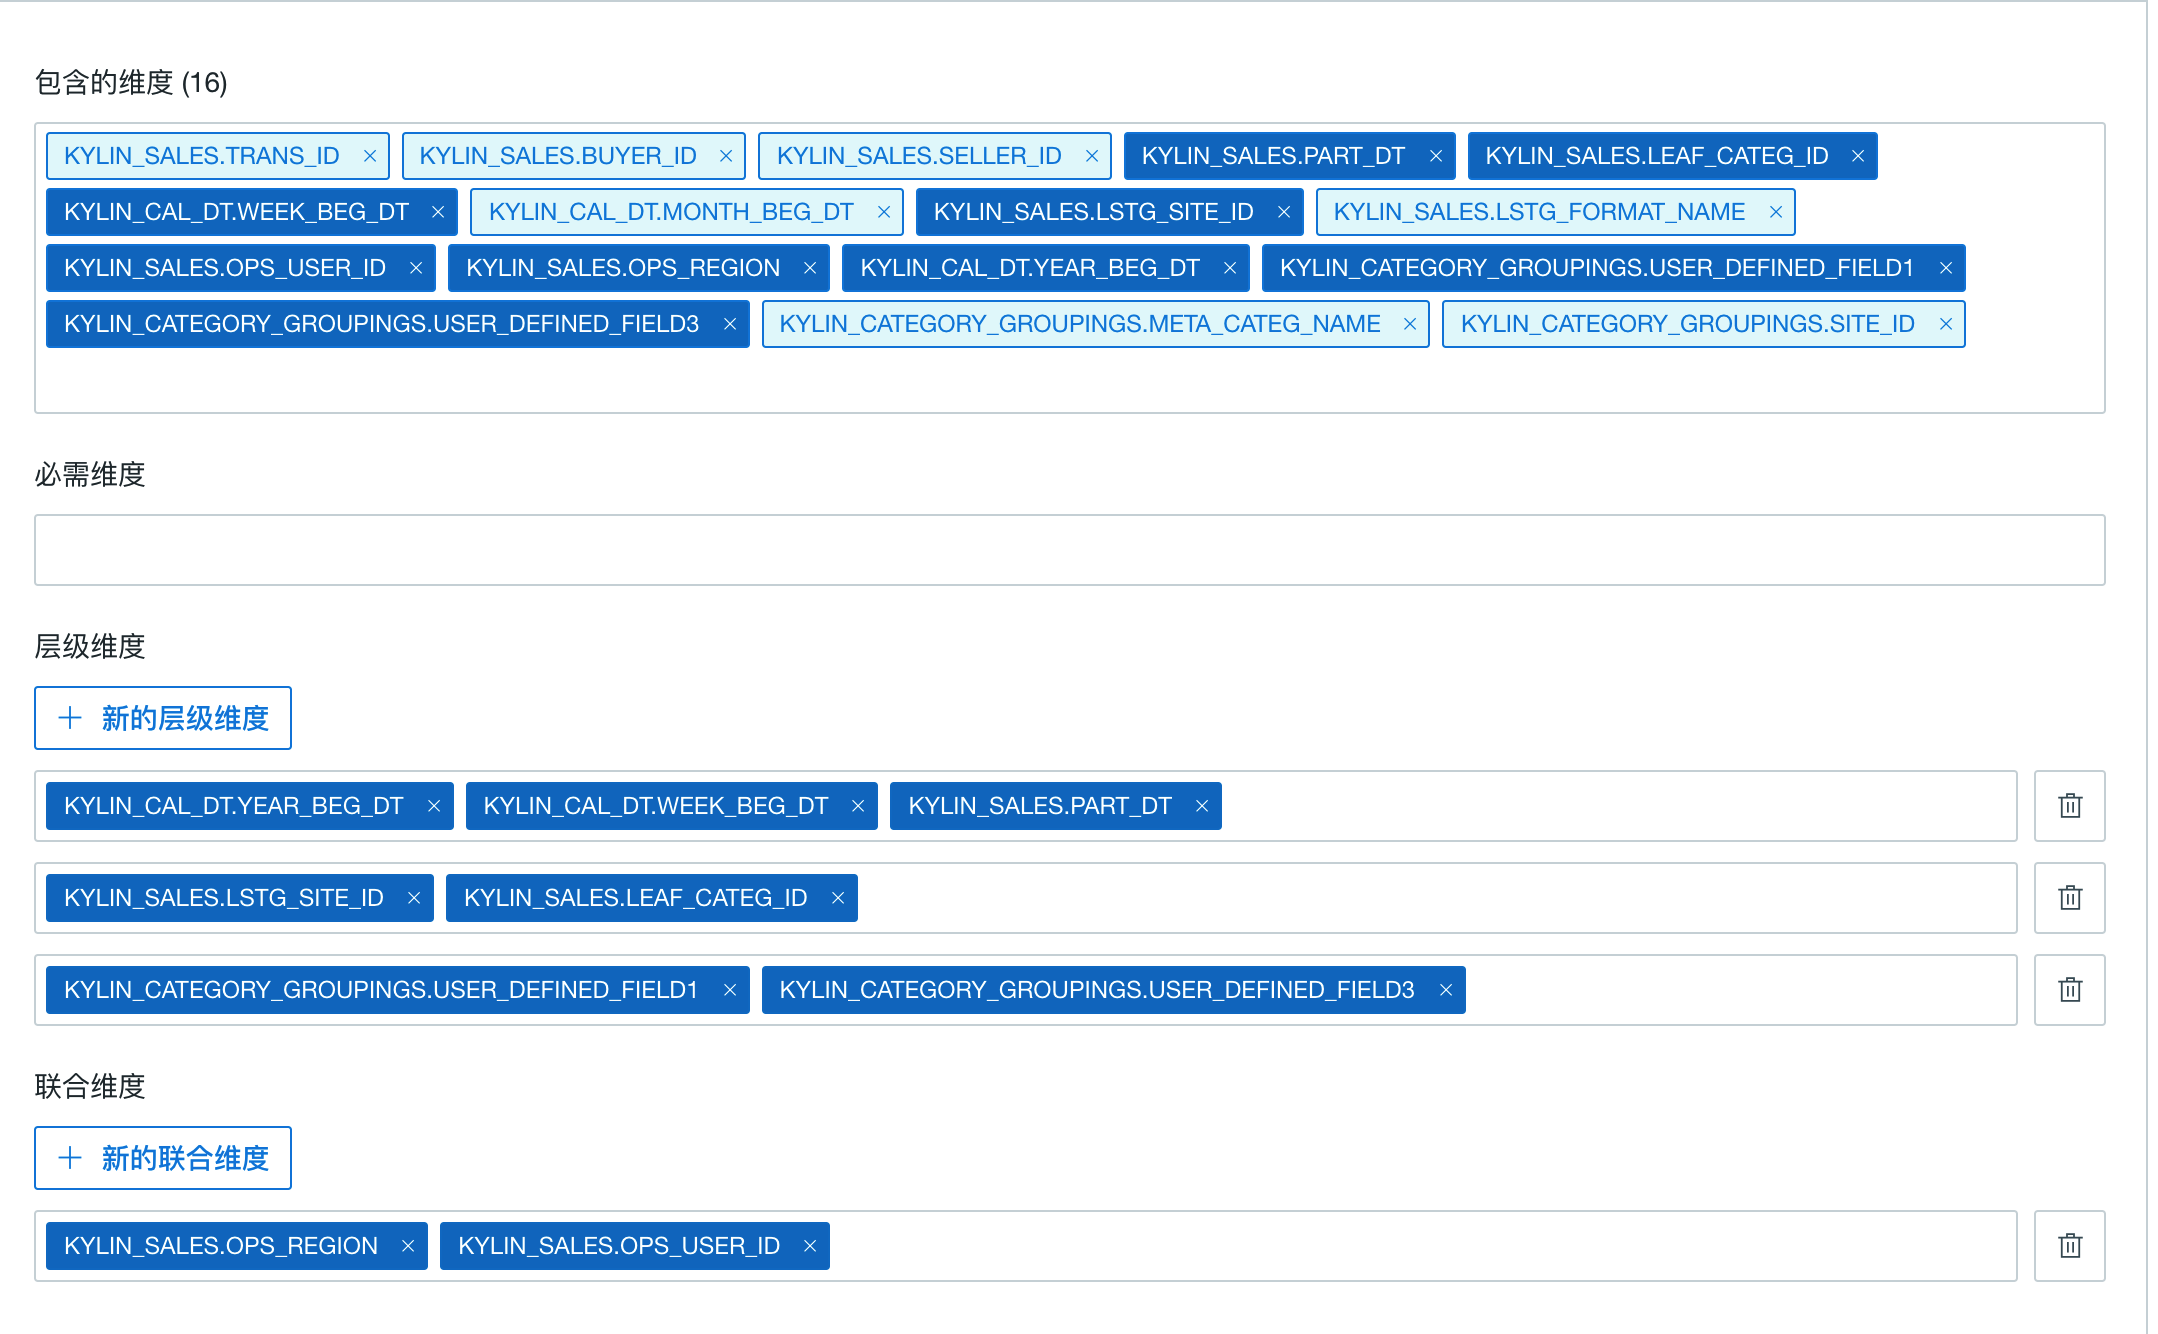 包含的维度 (16)
KYLIN_SALES.TRANS_ID × KYLIN_SALES.BUYER_ID × KYLIN_SALES.SELLER_ID × KYLIN_SALES.PART_DT × KYLIN_SALES.LEAF_CATEG_ID ×
KYLIN_CAL_DT.WEEK_BEG_DT × KYLIN_CAL_DT.MONTH_BEG_DT × KYLIN_SALES.LSTG_SITE_ID × KYLIN_SALES.LSTG_FORMAT_NAME ×
KYLIN_SALES.OPS_USER_ID × KYLIN_SALES.OPS_REGION × KYLIN_CAL_DT.YEAR_BEG_DT × KYLIN_CATEGORY_GROUPINGS.USER_DEFINED_FIELD1 ×
KYLIN_CATEGORY_GROUPINGS.USER_DEFINED_FIELD3 × KYLIN_CATEGORY_GROUPINGS.META_CATEG_NAME × KYLIN_CATEGORY_GROUPINGS.SITE_ID ×
必需维度
层级维度
+ 新的层级维度
KYLIN_CAL_DT.YEAR_BEG_DT × KYLIN_CAL_DT.WEEK_BEG_DT × KYLIN_SALES.PART_DT ×
KYLIN_SALES.LSTG_SITE_ID × KYLIN_SALES.LEAF_CATEG_ID ×
KYLIN_CATEGORY_GROUPINGS.USER_DEFINED_FIELD1 × KYLIN_CATEGORY_GROUPINGS.USER_DEFINED_FIELD3 ×
联合维度
+ 新的联合维度
KYLIN_SALES.OPS_REGION × KYLIN_SALES.OPS_USER_ID ×